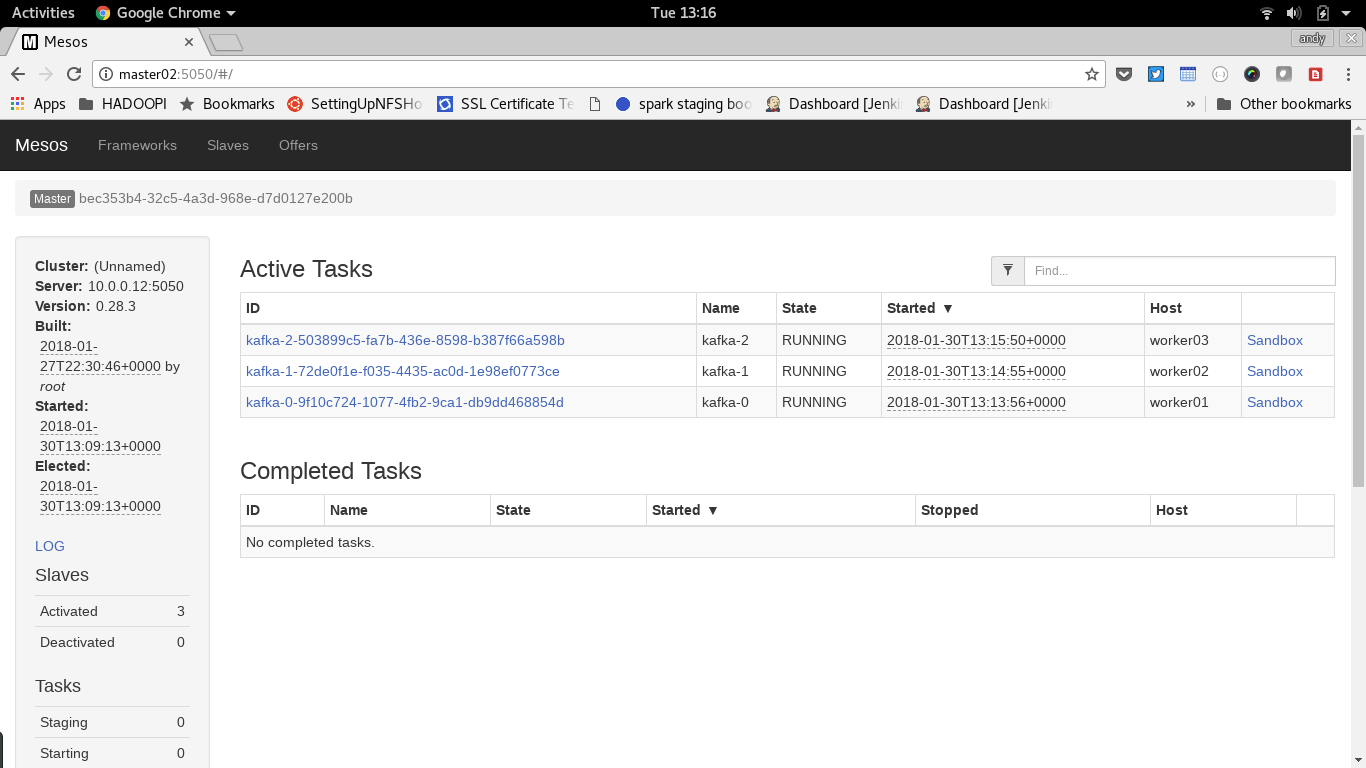 Activities Google Chrome Tue 13:16
Mesos andy
master02:5050/#/
Apps HADOOPI Bookmarks SettingUpNFSHo SSL Certificate Te spark staging boo Dashboard [Jenki Dashboard [Jenki » Other bookmarks
Mesos Frameworks Slaves Offers
Master bec353b4-32c5-4a3d-968e-d7d0127e200b
Cluster: (Unnamed)
Server: 10.0.0.12:5050
Version: 0.28.3
Built:
2018-01-
27T22:30:46+0000 by
root
Started:
2018-01-
30T13:09:13+0000
Elected:
2018-01-
30T13:09:13+0000
LOG
Slaves
Activated 3
Deactivated 0
Tasks
Staging 0
Starting 0
Active Tasks Find...
ID Name State Started ▼ Host
kafka-2-503899c5-fa7b-436e-8598-b387f66a598b kafka-2 RUNNING 2018-01-30T13:15:50+0000 worker03 Sandbox
kafka-1-72de0f1e-f035-4435-ac0d-1e98ef0773ce kafka-1 RUNNING 2018-01-30T13:14:55+0000 worker02 Sandbox
kafka-0-9f10c724-1077-4fb2-9ca1-db9dd468854d kafka-0 RUNNING 2018-01-30T13:13:56+0000 worker01 Sandbox
Completed Tasks
ID Name State Started ▼ Stopped Host
No completed tasks.